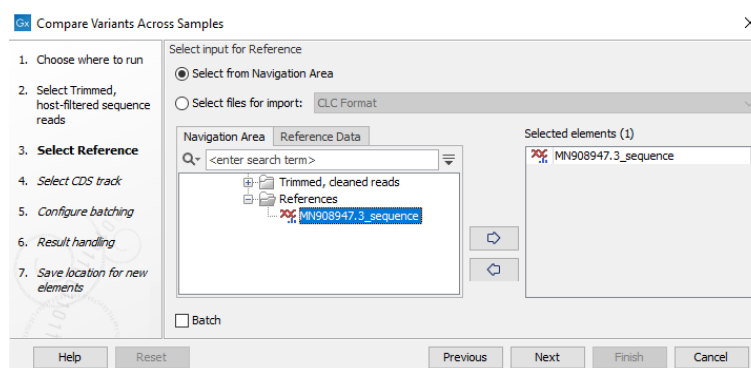 Gx Compare Variants Across Samples
1. Choose where to run
2. Select Trimmed,
host-filtered sequence
reads
3. Select Reference
4. Select CDS track
5. Configure batching
6. Result handling
7. Save location for new
elements
Select input for Reference
Select from Navigation Area
Select files for import: CLC Format
Navigation Area Reference Data
<enter search term>
Trimmed, cleaned reads
References
MN908947.3_sequence
Selected elements (1)
MN908947.3_sequence
Batch
Help Reset Previous Next Finish Cancel